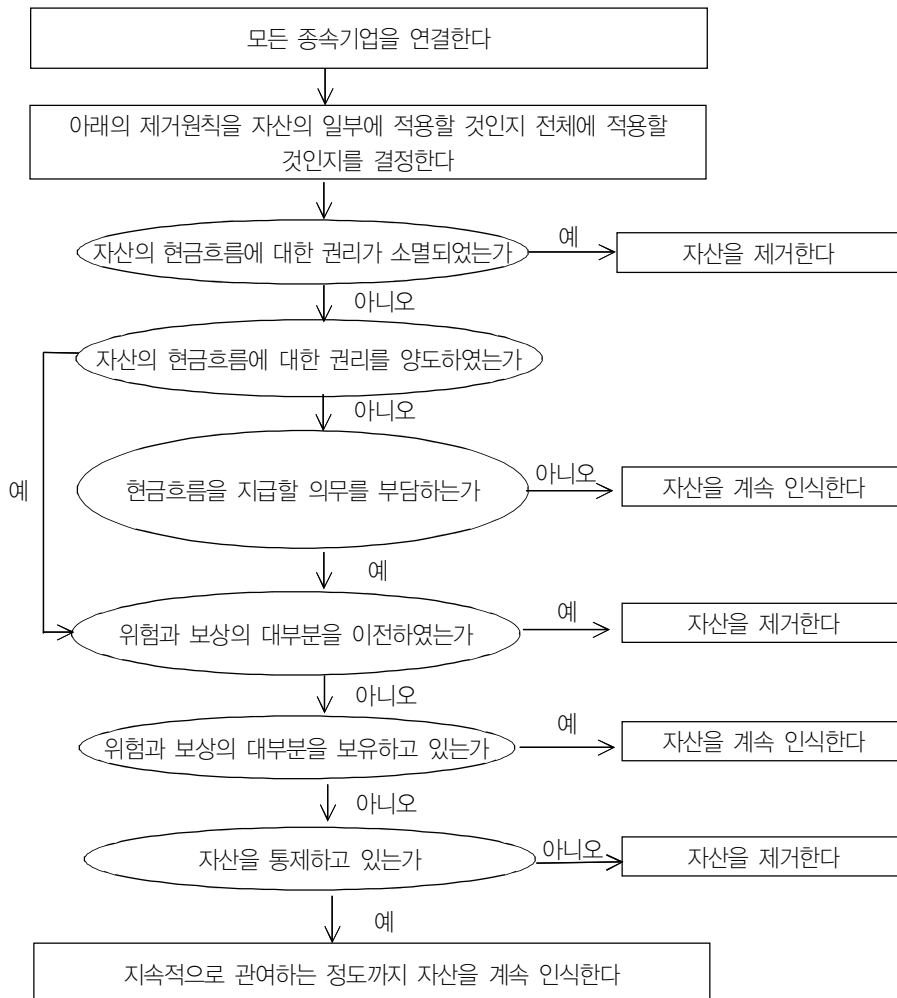 모든 종속기업을 연결한다
아래의 제거원칙을 자산의 일부에 적용할 것인지 전체에 적용할
것인지를 결정한다
자산의 현금흐름에 대한 권리가 소멸되었는가
예
자산을 제거한다
아니오
자산의 현금흐름에 대한 권리를 양도하였는가
아니오
예
현금흐름을 지급할 의무를 부담하는가
아니오
자산을 계속 인식한다
예
위험과 보상의 대부분을 이전하였는가
예
자산을 제거한다
아니오
위험과 보상의 대부분을 보유하고 있는가
예
자산을 계속 인식한다
아니오
자산을 통제하고 있는가
아니오
자산을 제거한다
예
지속적으로 관여하는 정도까지 자산을 계속 인식한다